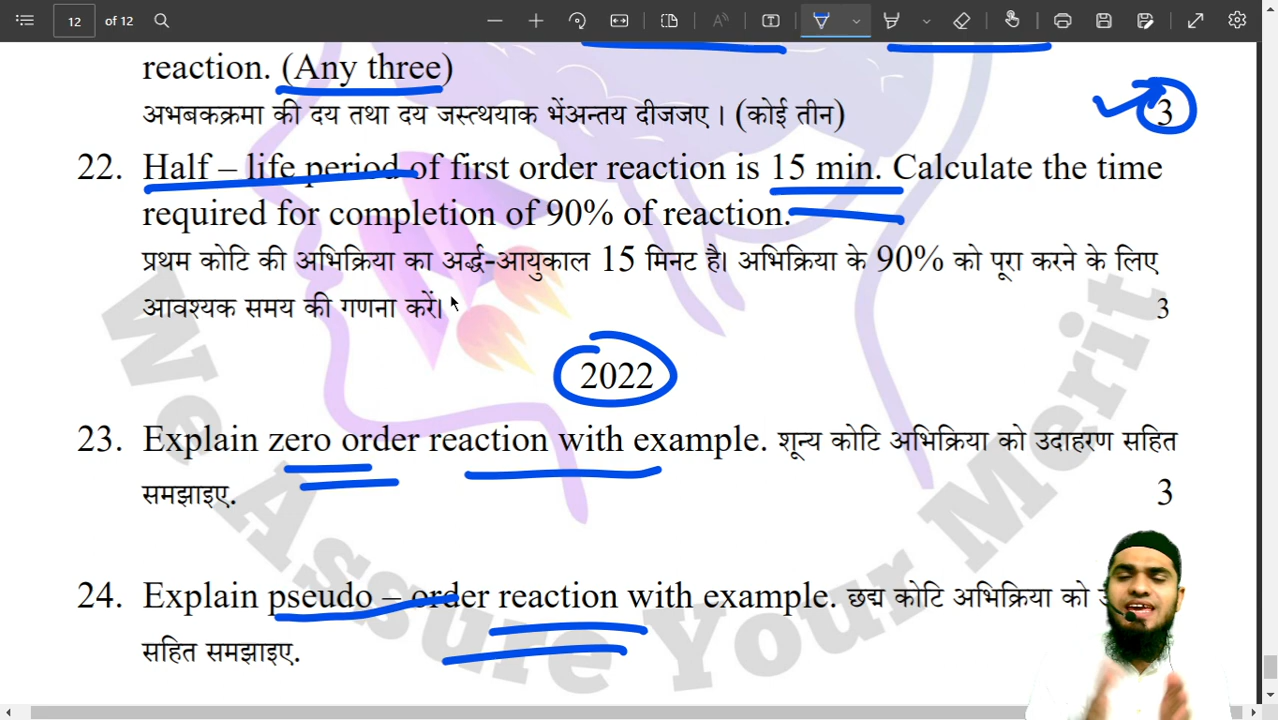 12 of 12
reaction. (Any three)
अभबकक्रमा की दय तथा दय जस्त्थयाक भेंअन्तय दीजजए । (कोई तीन)
3
22. Half – life period of first order reaction is 15 min. Calculate the time
required for completion of 90% of reaction.
प्रथम कोटि की अभिक्रिया का अर्द्ध-आयुकाल 15 मिनट है। अभिक्रिया के 90% को पूरा करने के लिए
आवश्यक समय की गणना करें।
3
2022
23. Explain zero order reaction with example. शून्य कोटि अभिक्रिया को उदाहरण सहित
समझाइए.
3
24. Explain pseudo – order reaction with example. छद्म कोटि अभिक्रिया को
सहित समझाइए.
We Assure Your Merit